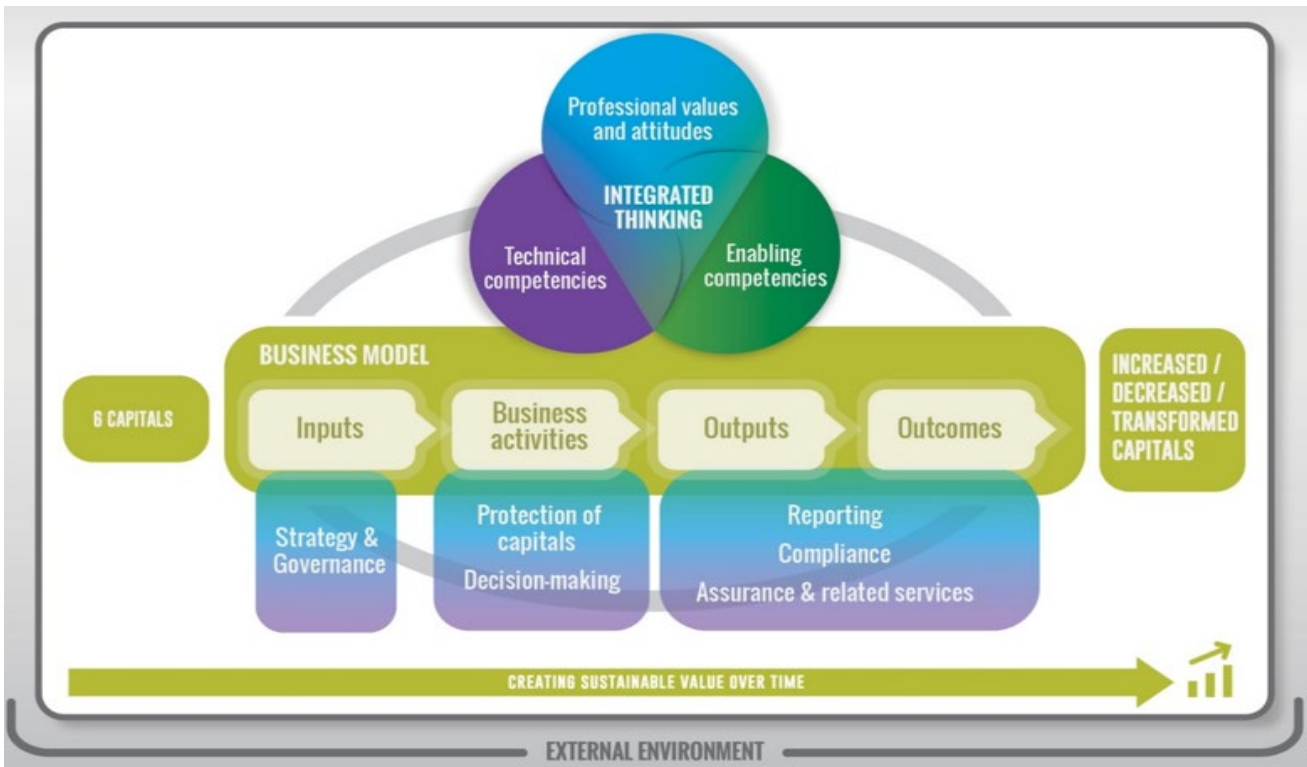 Professional values
and attitudes
INTEGRATED
THINKING
Technical
competencies
Enabling
competencies
BUSINESS MODEL
6 CAPITALS
Inputs
Business
activities
Outputs
Outcomes
INCREASED /
DECREASED /
TRANSFORMED
CAPITALS
Strategy &
Governance
Protection of
capitals
Decision-making
Reporting
Compliance
Assurance & related services
CREATING SUSTAINABLE VALUE OVER TIME
EXTERNAL ENVIRONMENT